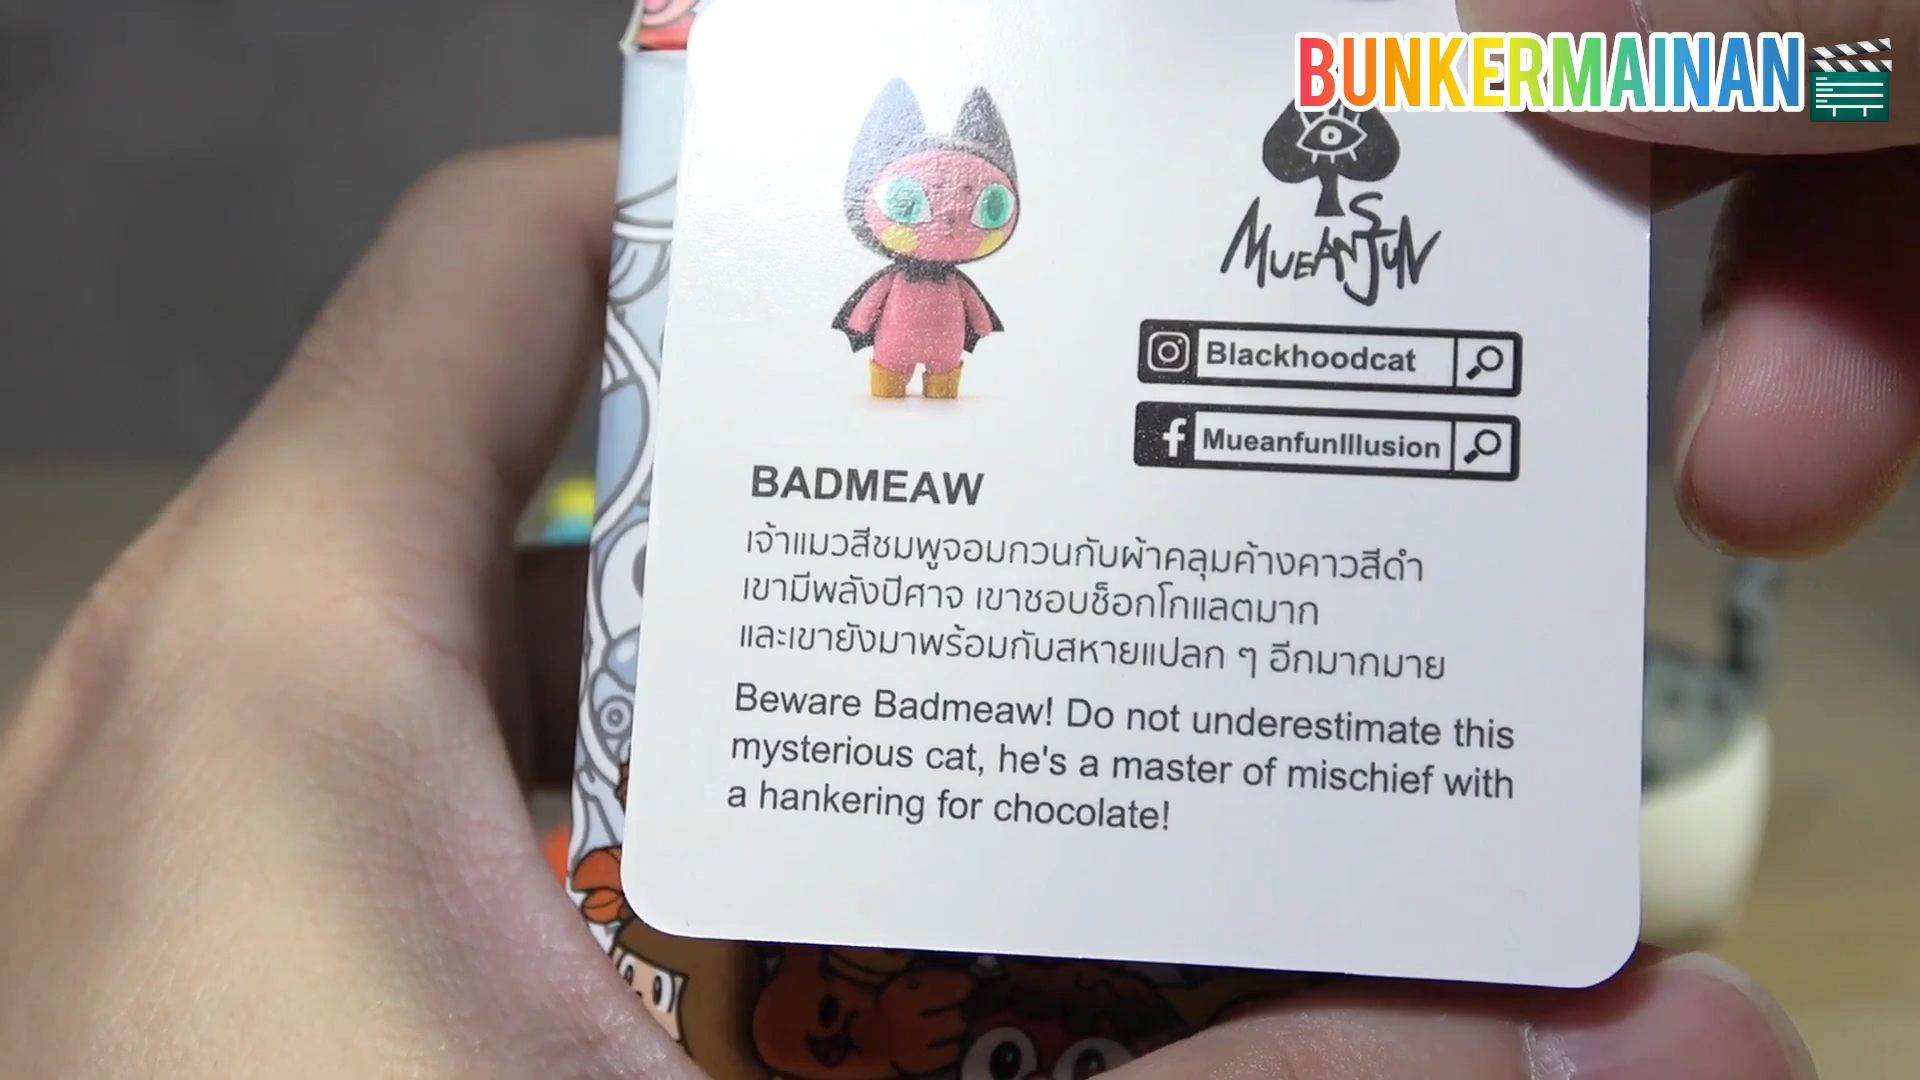 BUNKERMAINAN
MUEANFUNS
Blackhoodcat
MueanfunIllusion
BADMEAW
เจ้าแมวสีชมพูจอมกวนกับผ้าคลุมค้างคาวสีดำ
เขามีพลังปีศาจ เขาชอบช็อกโกแลตมาก
และเขายังมาพร้อมกับสหายแปลก ๆ อีกมากมาย
Beware Badmeaw! Do not underestimate this
mysterious cat, he's a master of mischief with
a hankering for chocolate!